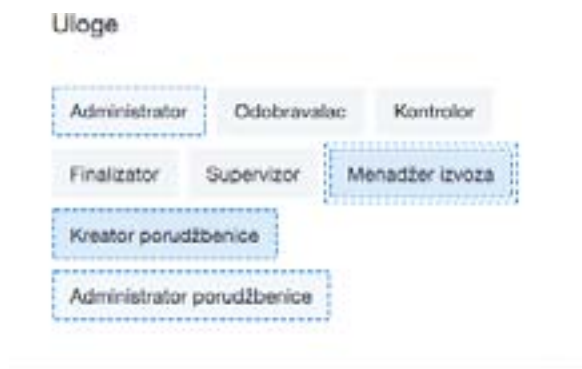 Uloge
Administrator Odobravalac Kontrolor
Finalizator Supervizor Menadžer izvoza
Kreator porudžbenice
Administrator porudžbenice